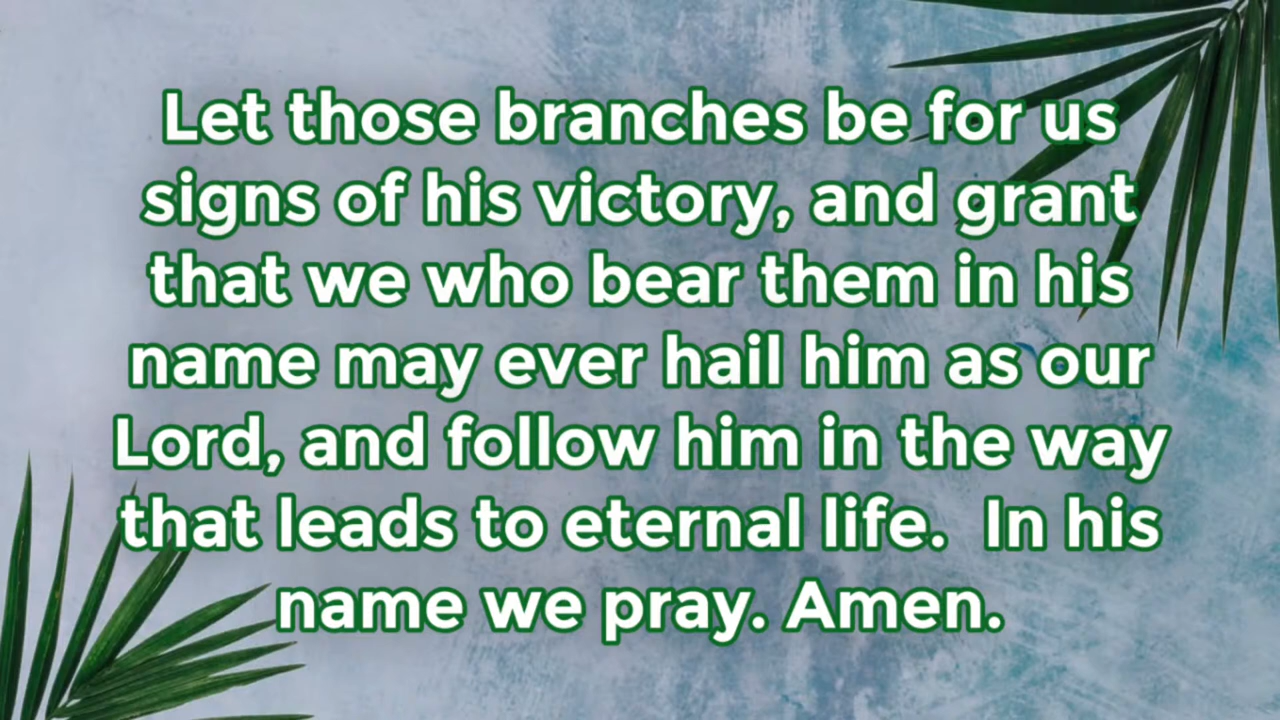 Let those branches be for us
signs of his victory, and grant
that we who bear them in his
name may ever hail him as our
Lord, and follow him in the way
that leads to eternal life.  In his
name we pray. Amen.